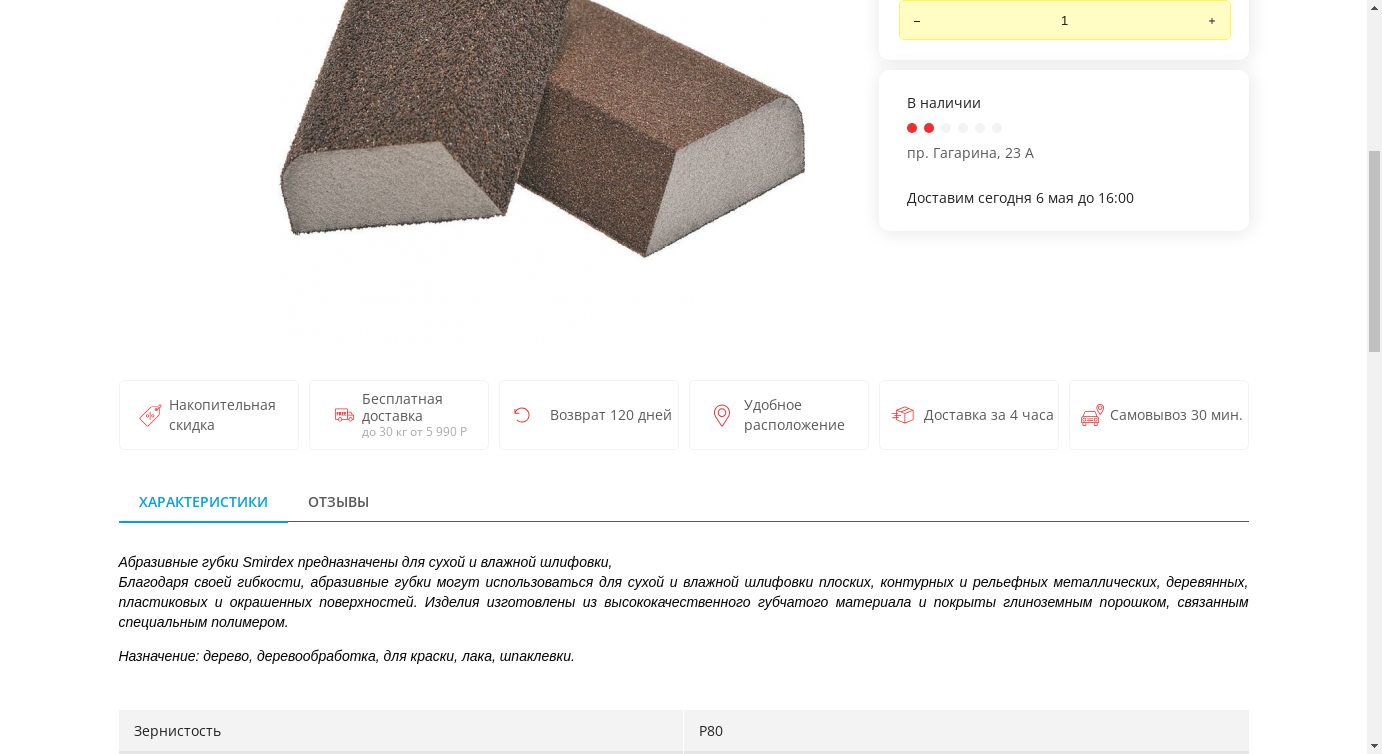 – 1 +
В наличии
пр. Гагарина, 23 А
Доставим сегодня 6 мая до 16:00
Накопительная
скидка
FREE
Бесплатная
доставка
до 30 кг от 5 990 Р
Возврат 120 дней
Удобное
расположение
Доставка за 4 часа
Самовывоз 30 мин.
ХАРАКТЕРИСТИКИ ОТЗЫВЫ
Абразивные губки Smirdex предназначены для сухой и влажной шлифовки,
Благодаря своей гибкости, абразивные губки могут использоваться для сухой и влажной шлифовки плоских, контурных и рельефных металлических, деревянных,
пластиковых и окрашенных поверхностей. Изделия изготовлены из высококачественного губчатого материала и покрыты глиноземным порошком, связанным
специальным полимером.
Назначение: дерево, деревообработка, для краски, лака, шпаклевки.
Зернистость P80